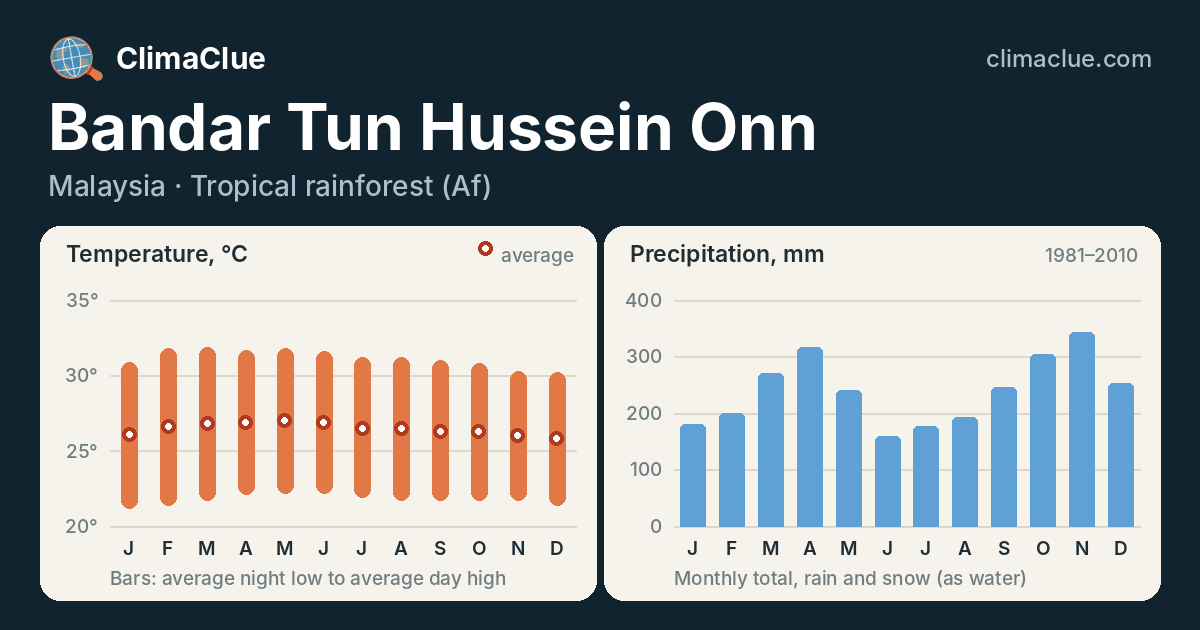 ClimaClue
climaclue.com
Bandar Tun Hussein Onn
Malaysia · Tropical rainforest (Af)
Temperature, °C
average
35°
30°
25°
20°
J F M A M J J A S O N D
Bars: average night low to average day high
Precipitation, mm
1981–2010
400
300
200
100
0
J F M A M J J A S O N D
Monthly total, rain and snow (as water)